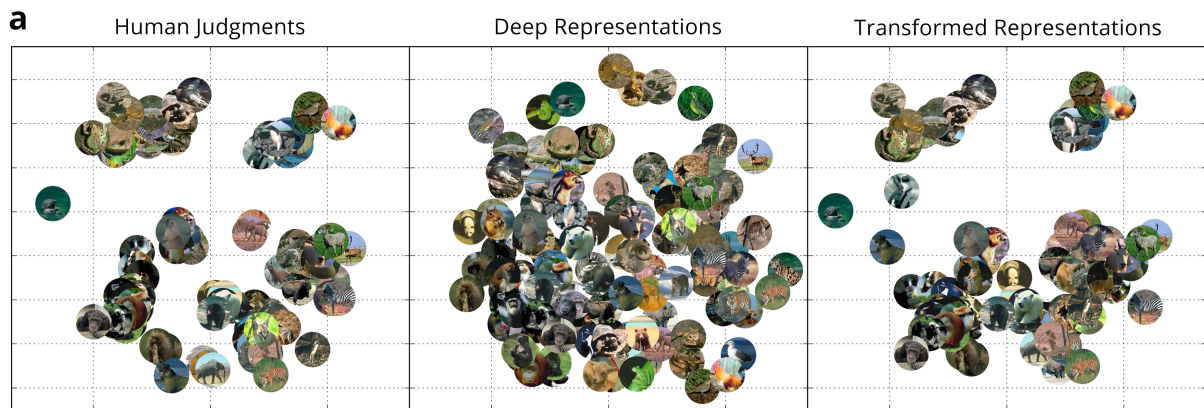 a
Human Judgments
Deep Representations
Transformed Representations